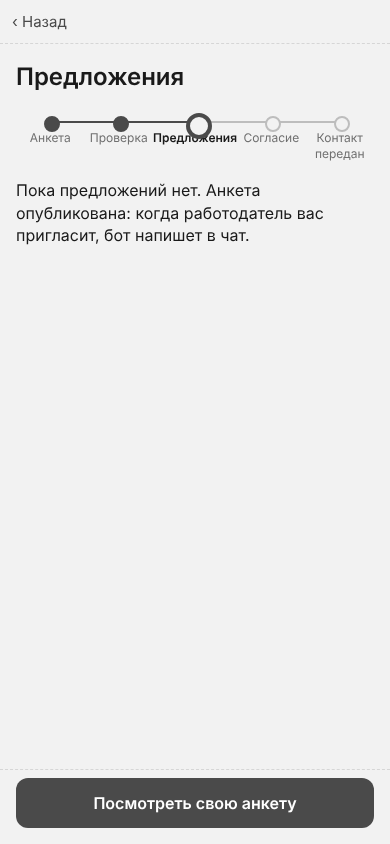 ‹ Назад
Предложения
Анкета Проверка Предложения Согласие Контакт передан
Пока предложений нет. Анкета
опубликована: когда работодатель вас
пригласит, бот напишет в чат.
Посмотреть свою анкету